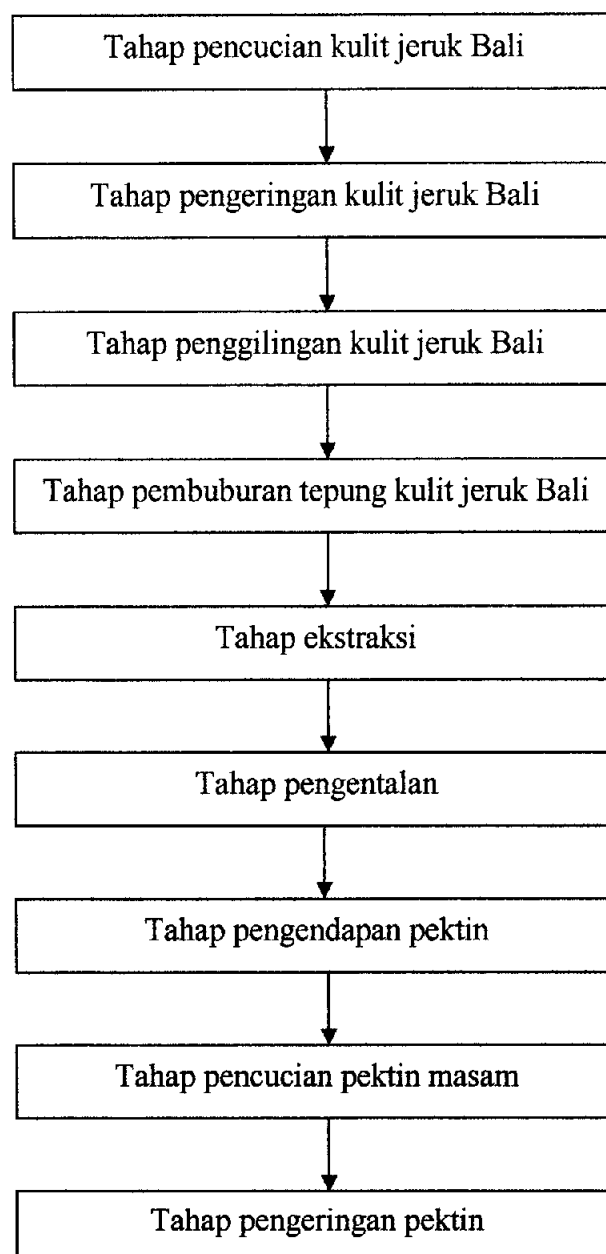 Tahap pencucian kulit jeruk Bali
Tahap pengeringan kulit jeruk Bali
Tahap penggilingan kulit jeruk Bali
Tahap pembuburan tepung kulit jeruk Bali
Tahap ekstraksi
Tahap pengentalan
Tahap pengendapan pektin
Tahap pencucian pektin masam
Tahap pengeringan pektin